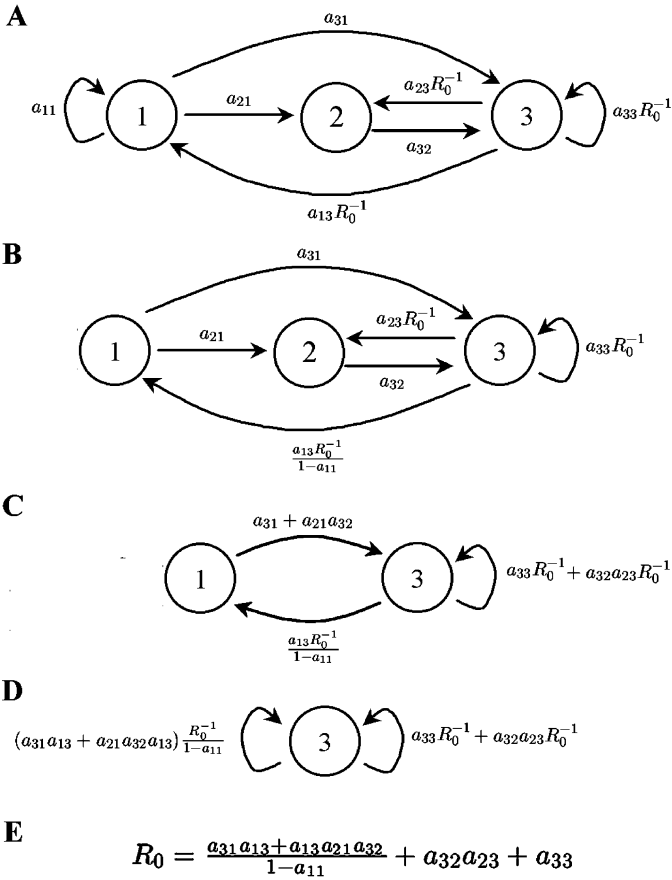 A
a₃₁
a₁₁
1
a₂₁
2
a₂₃R₀⁻¹
a₃₂
3
a₃₃R₀⁻¹
a₁₃R₀⁻¹
B
a₃₁
1
a₂₁
2
a₂₃R₀⁻¹
a₃₂
3
a₃₃R₀⁻¹
a₁₃R₀⁻¹/1−a₁₁
C
a₃₁ + a₂₁a₃₂
1
3
a₃₃R₀⁻¹ + a₃₂a₂₃R₀⁻¹
a₁₃R₀⁻¹/1−a₁₁
D
(a₃₁a₁₃ + a₂₁a₃₂a₁₃) R₀⁻¹/1−a₁₁
3
a₃₃R₀⁻¹ + a₃₂a₂₃R₀⁻¹
E
R₀ = a₃₁a₁₃+a₁₃a₂₁a₃₂/1−a₁₁ + a₃₂a₂₃ + a₃₃